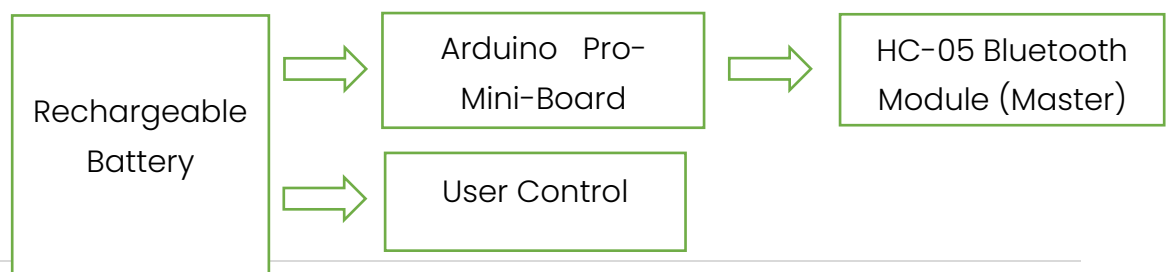 Rechargeable
Battery
Arduino Pro-
Mini-Board
HC-05 Bluetooth
Module (Master)
User Control